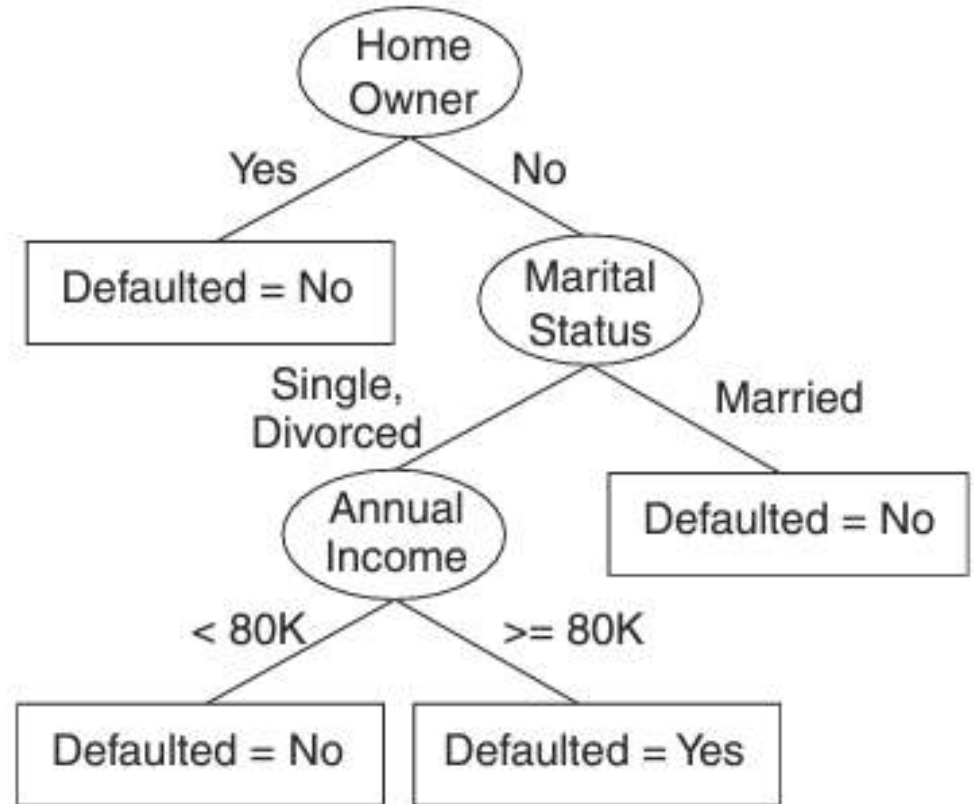 Home
Owner
Yes
No
Defaulted = No
Marital
Status
Single,
Divorced
Married
Annual
Income
Defaulted = No
< 80K
>= 80K
Defaulted = No
Defaulted = Yes